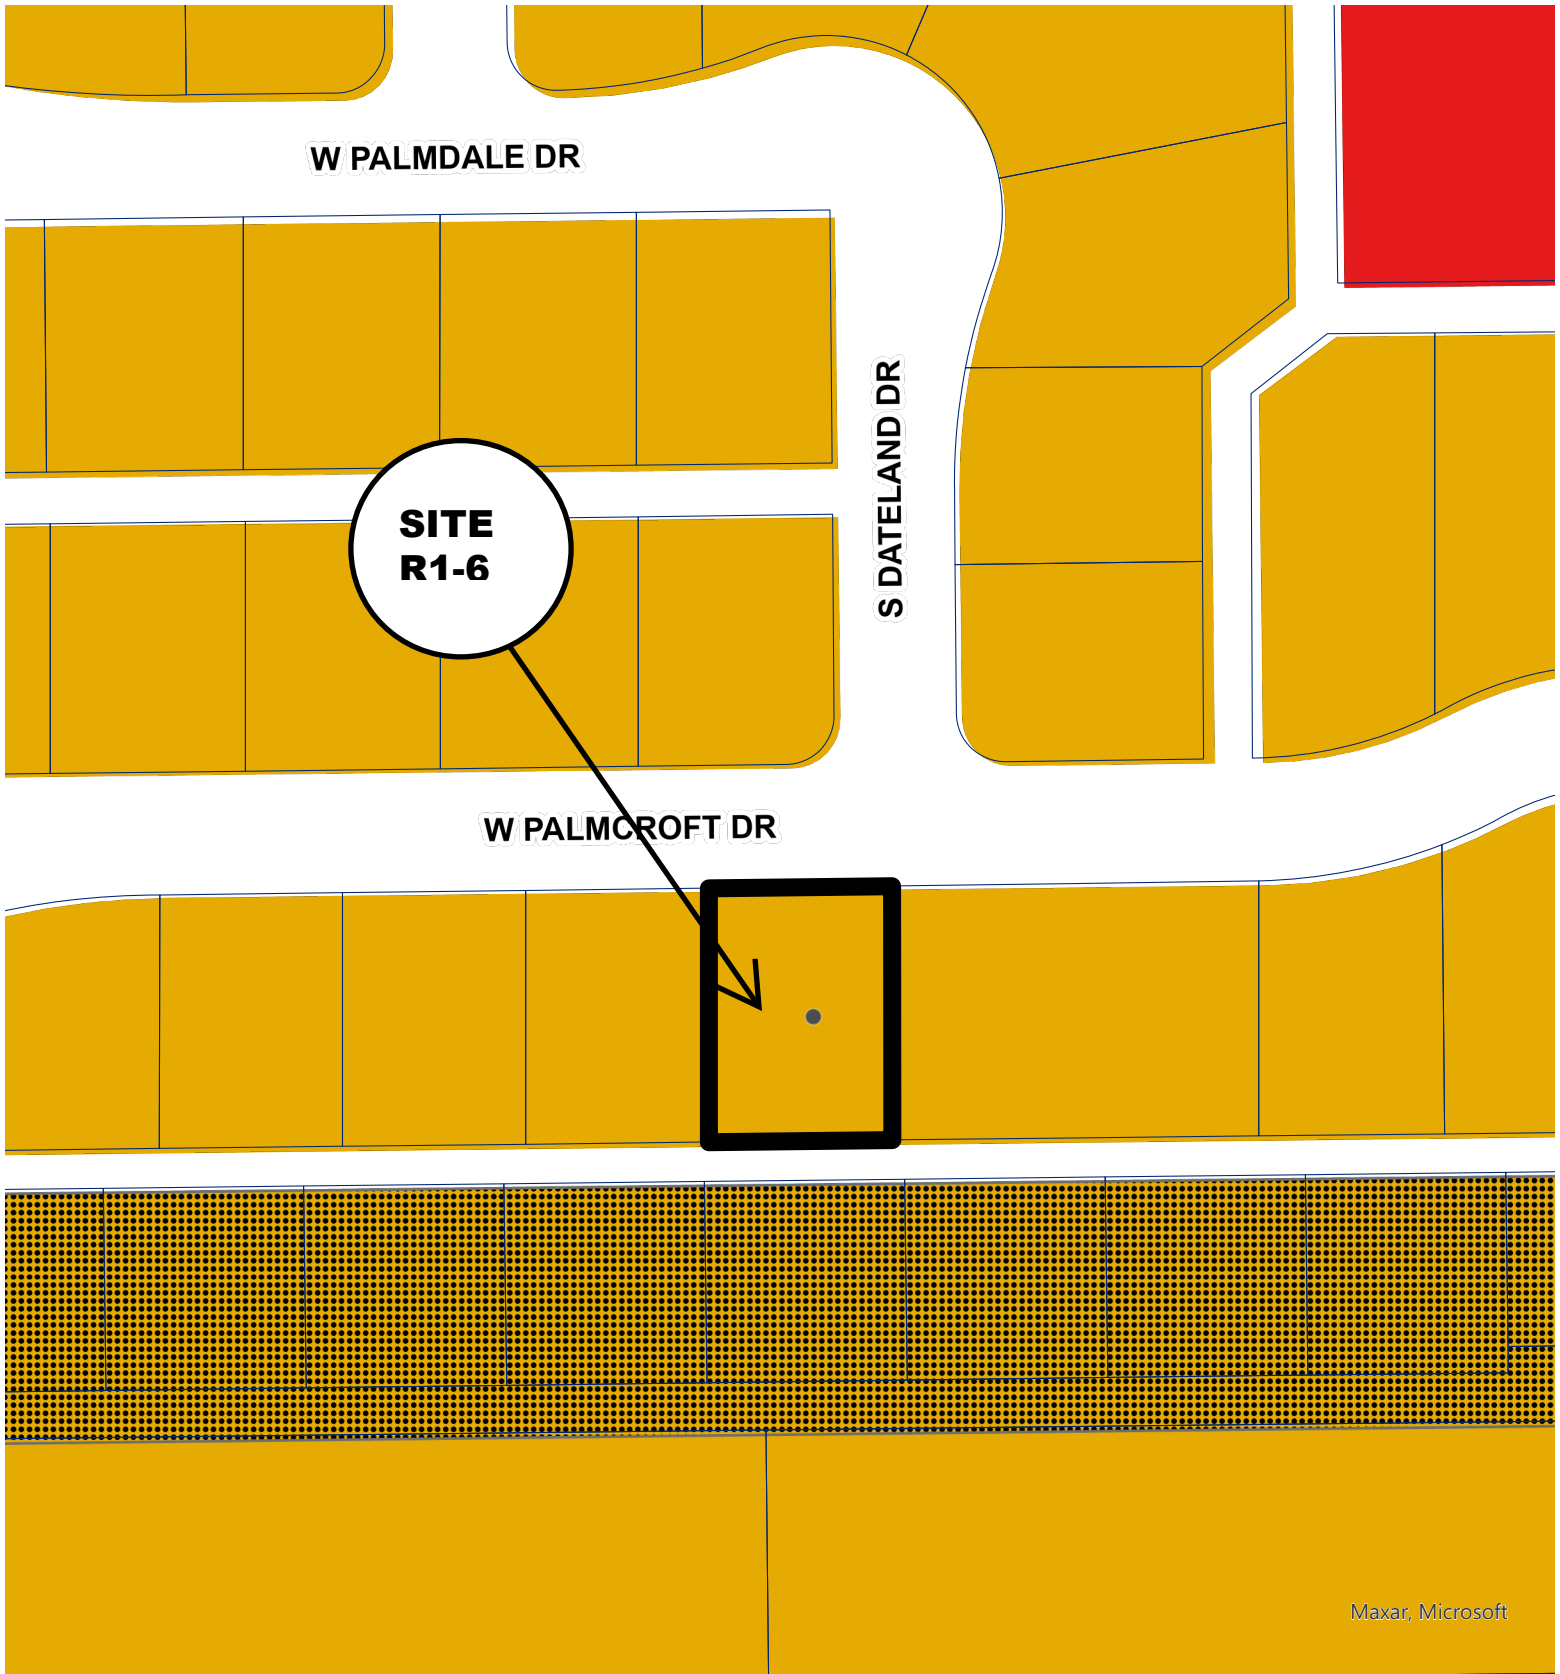 W PALMDALE DR
S DATELAND DR
SITE
R1-6
W PALMCROFT DR
Maxar, Microsoft